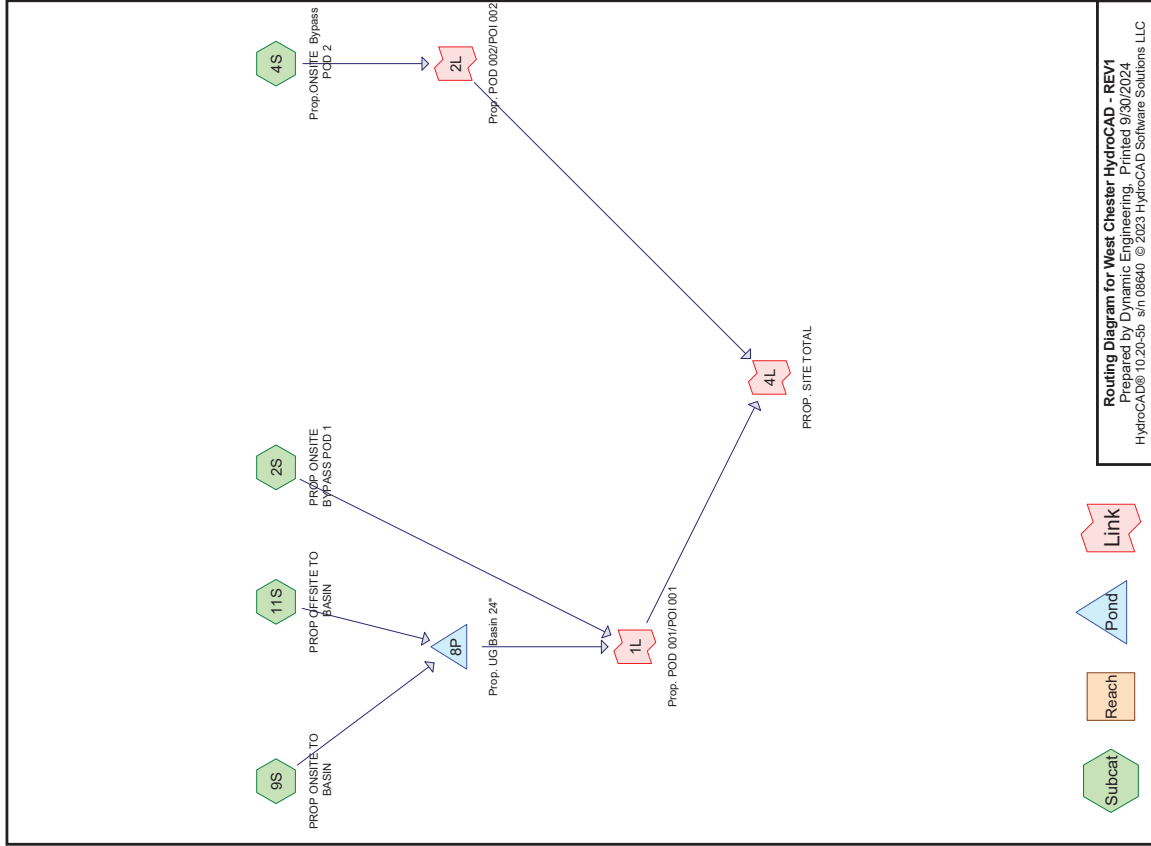 9S
PROP ONSITE TO
BASIN
11S
PROP OFFSITE TO
BASIN
2S
PROP ONSITE
BYPASS POD 1
4S
Prop.ONSITE Bypass
POD 2
8P
Prop. UG Basin 24"
2L
Prop. POD 002/POI 002
1L
Prop. POD 001/POI 001
4L
PROP. SITE TOTAL
Subcat
Reach
Pond
Link
Routing Diagram for West Chester HydroCAD - REV1
Prepared by Dynamic Engineering, Printed 9/30/2024
HydroCAD® 10.20-5b s/n 08640 © 2023 HydroCAD Software Solutions LLC